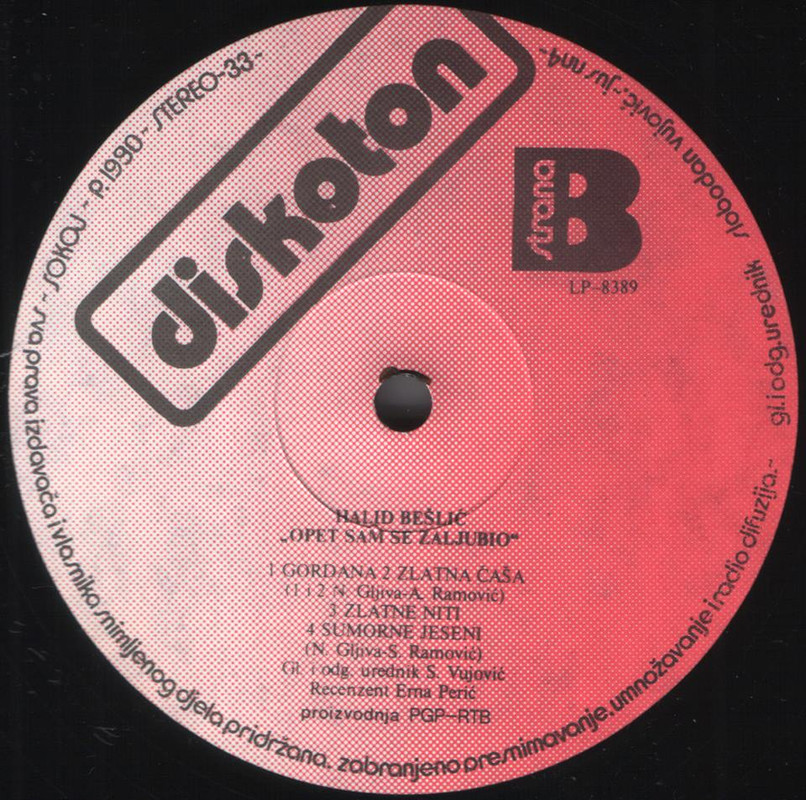 diskoton
strana
B
LP-8389
HALID BEŠLIĆ
„OPET SAM SE ZALJUBIO“
1 GORDANA 2 ZLATNA ČAŠA
(1 i 2 N. Gljiva-A. Ramović)
3 ZLATNE NITI
4 SUMORNE JESENI
(N. Gljiva-S. Ramović)
Gl. i odg. urednik S. Vujović
Recenzent Erna Perić
proizvodnja PGP-RTB
gl. i odg. urednik slobodan vujović.
sva prava izdavača i vlasnika snimljenog djela pridržana. zabranjeno presnimavanje. umnožavanje i radio difuzija.~
SOKOJ ~ P. 1990 ~ STEREO-33~